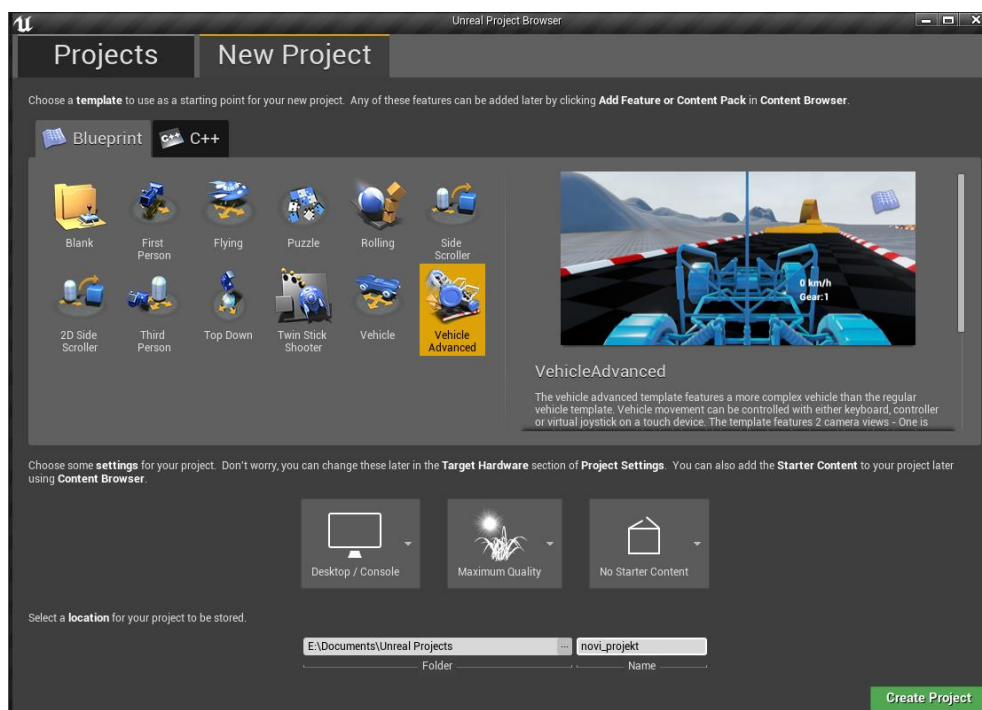 Unreal Project Browser
Projects
New Project
Choose a template to use as a starting point for your new project. Any of these features can be added later by clicking Add Feature or Content Pack in Content Browser.
Blueprint
C++
C++
Blank
First
Person
Flying
Puzzle
Rolling
Side
Scroller
2D Side
Scroller
Third
Person
Top Down
Twin Stick
Shooter
Vehicle
Vehicle
Advanced
0 km/h
Gear:1
VehicleAdvanced
The vehicle advanced template features a more complex vehicle than the regular
vehicle template. Vehicle movement can be controlled with either keyboard, controller
or virtual joystick on a touch device. The template features 2 camera views - One is
Choose some settings for your project. Don't worry, you can change these later in the Target Hardware section of Project Settings. You can also add the Starter Content to your project later
using Content Browser.
Desktop / Console
Maximum Quality
No Starter Content
Select a location for your project to be stored.
E:\Documents\Unreal Projects
...
novi_projekt
Folder
Name
Create Project